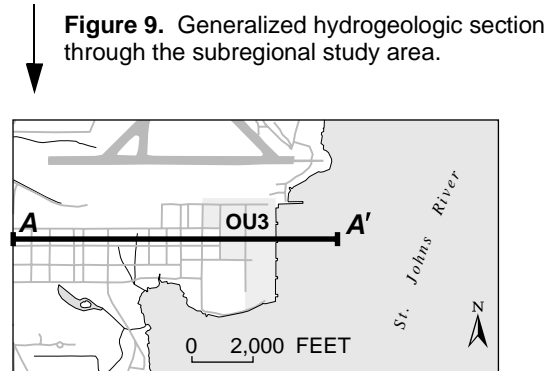 Figure 9. Generalized hydrogeologic section
through the subregional study area.
A OU3 A'
St. Johns River
N
0 2,000 FEET